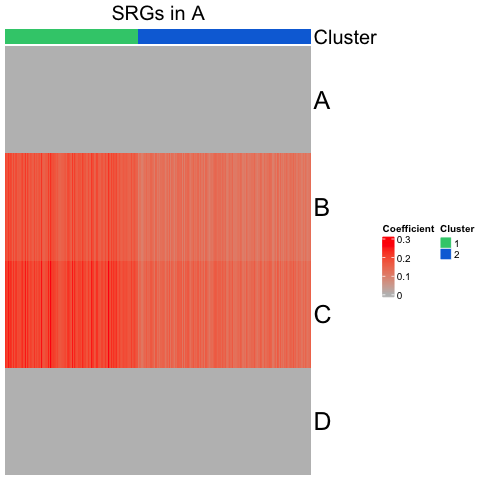 SRGs in A
Cluster
A
B
C
D
Coefficient
0.3
0.2
0.1
0
Cluster
1
2